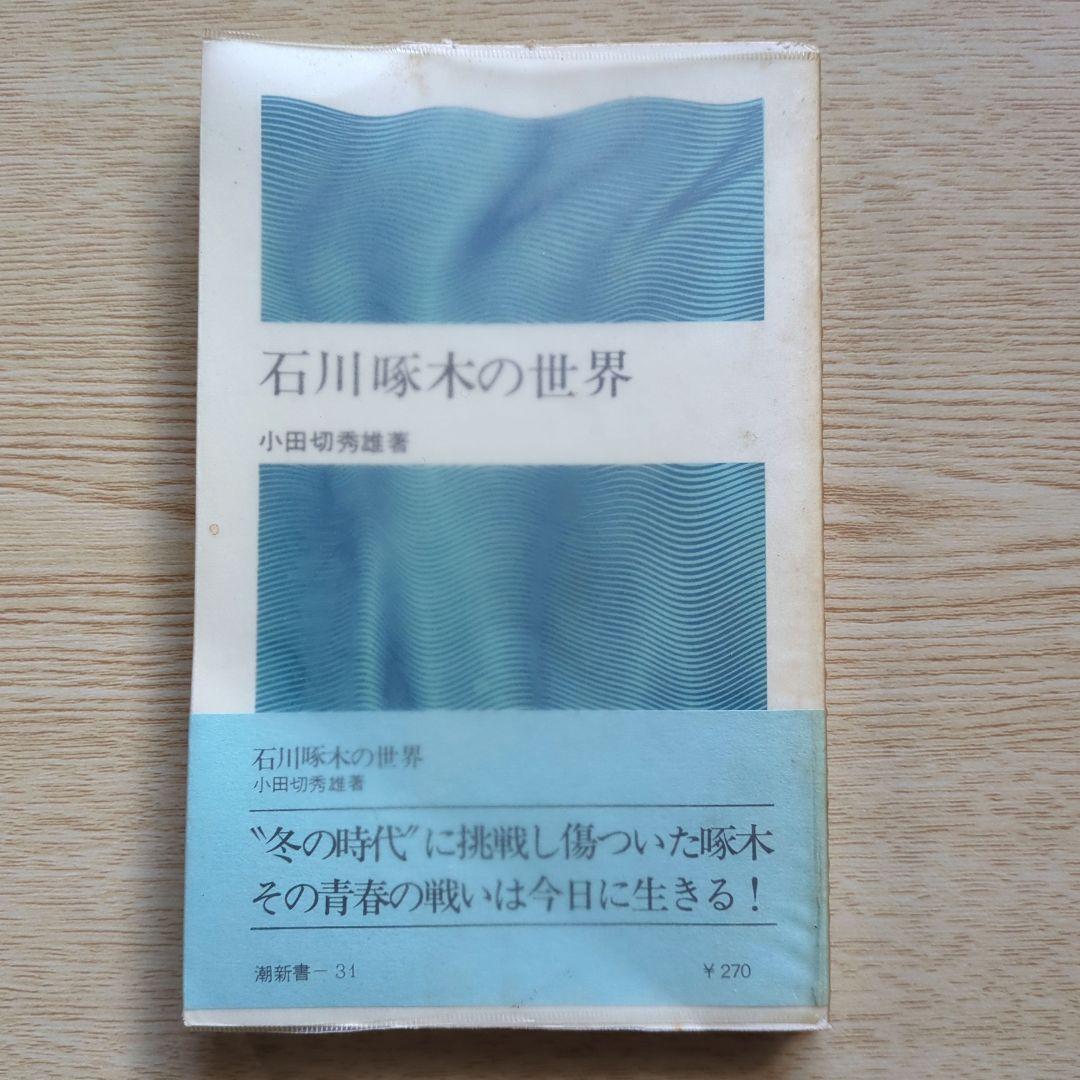 石川啄木の世界
小田切秀雄著
石川啄木の世界
小田切秀雄著
〝冬の時代〟に挑戦し傷ついた啄木
その青春の戦いは今日に生きる！
潮新書－31
￥270